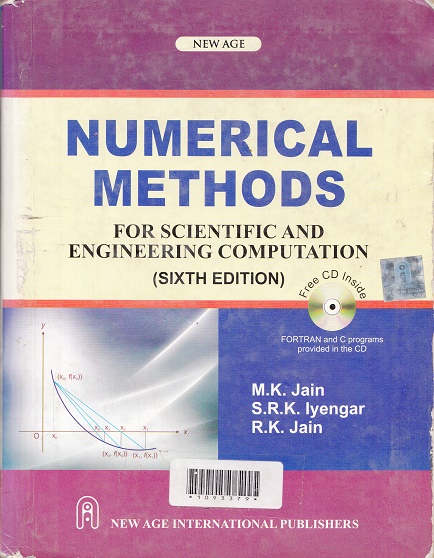 NEW AGE
NUMERICAL
METHODS
FOR SCIENTIFIC AND
ENGINEERING COMPUTATION
(SIXTH EDITION)
Free CD Inside
FORTRAN and C programs
provided in the CD
M.K. Jain
S.R.K. Iyengar
R.K. Jain
y
O
x
*1093379*
NEW AGE INTERNATIONAL PUBLISHERS